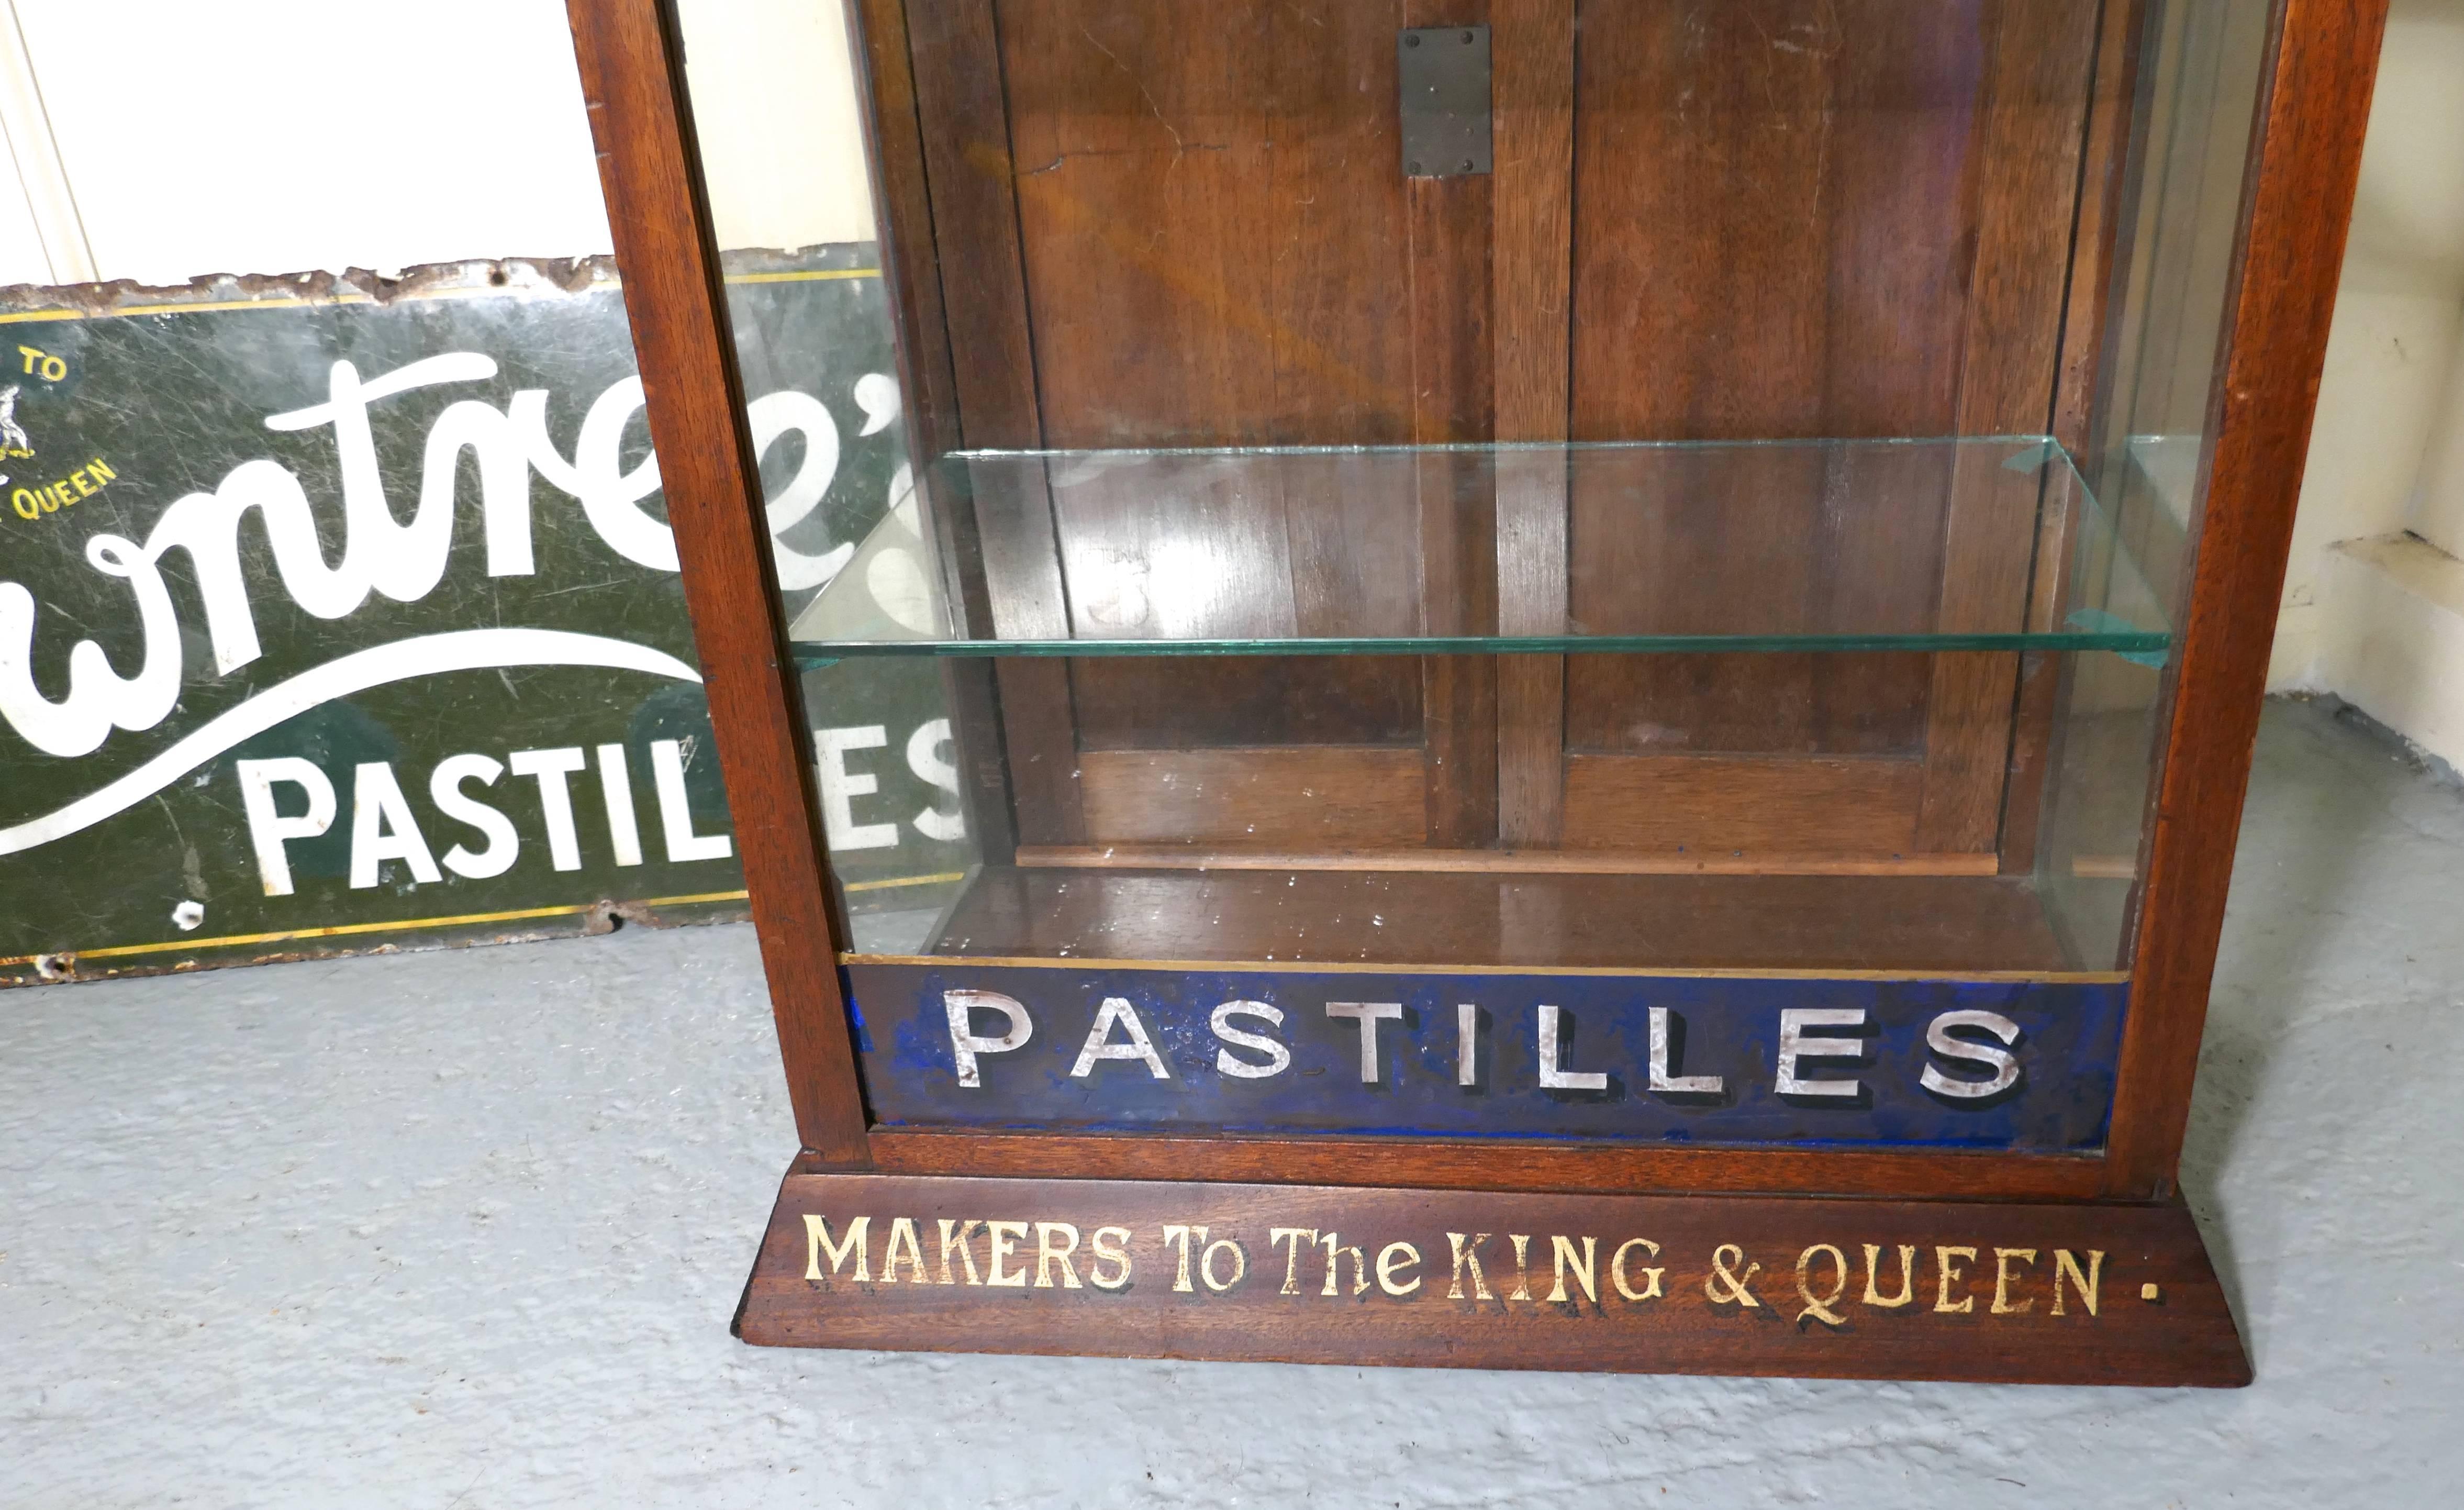 TO
QUEEN
wntree's
PASTILLES
PASTILLES
MAKERS To The KING & QUEEN.